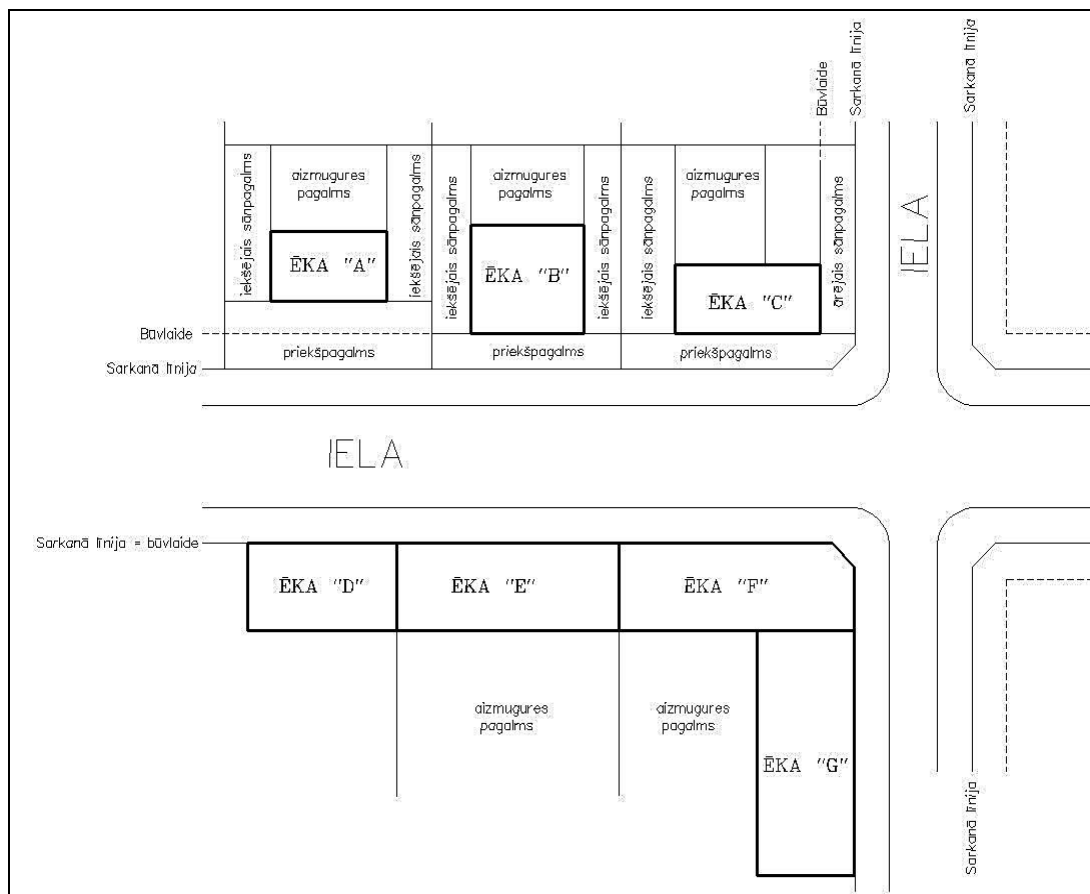 Būvlaide
Sarkanā līnija
Sarkanā līnija
iekšējais sānpagalms
aizmugures
pagalms
iekšējais sānpagalms
iekšējais sānpagalms
aizmugures
pagalms
iekšējais sānpagalms
iekšējais sānpagalms
aizmugures
pagalms
ārējais sānpagalms
IELA
ĒKA "A"
ĒKA "B"
ĒKA "C"
Būvlaide
priekšpagalms
priekšpagalms
priekšpagalms
Sarkanā līnija
IELA
Sarkanā līnija = būvlaide
ĒKA "D"
ĒKA "E"
ĒKA "F"
aizmugures
pagalms
aizmugures
pagalms
ĒKA "G"
Sarkanā līnija